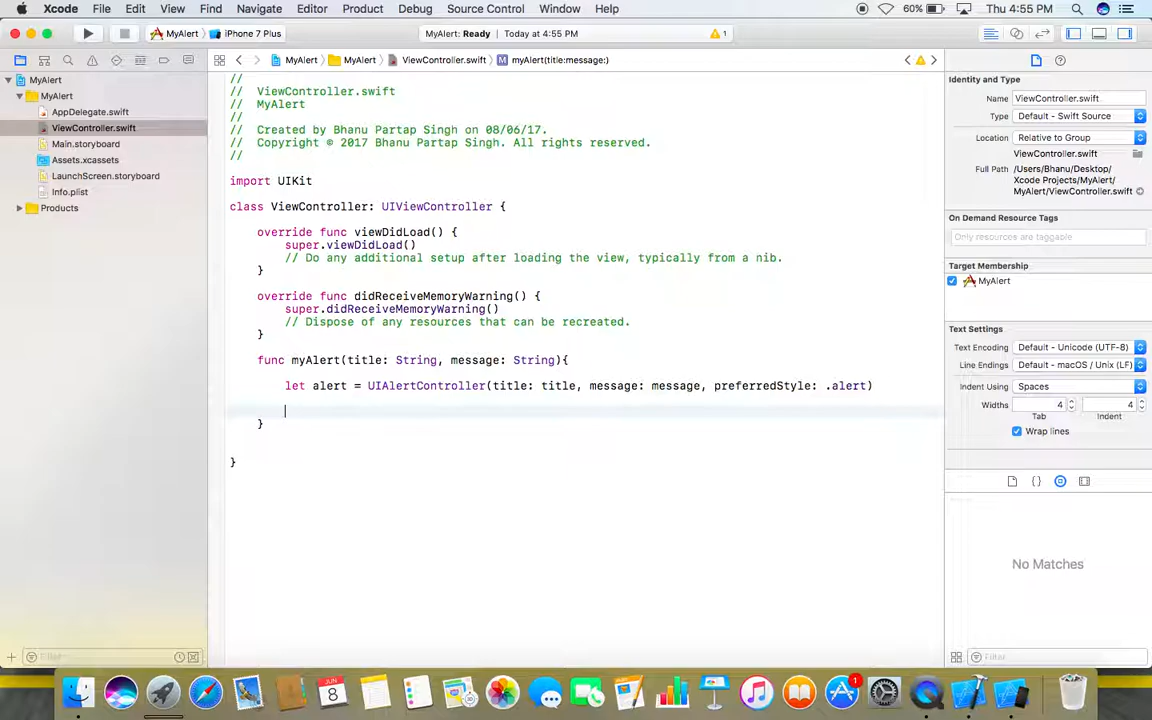 Xcode File Edit View Find Navigate Editor Product Debug Source Control Window Help 60% Thu 4:55 PM
MyAlert iPhone 7 Plus MyAlert: Ready Today at 4:55 PM 1
MyAlert MyAlert ViewController.swift M myAlert(title:message:)
MyAlert
MyAlert
AppDelegate.swift
ViewController.swift
Main.storyboard
Assets.xcassets
LaunchScreen.storyboard
Info.plist
Products
Filter
//
// ViewController.swift
// MyAlert
//
// Created by Bhanu Partap Singh on 08/06/17.
// Copyright © 2017 Bhanu Partap Singh. All rights reserved.
//
import UIKit
class ViewController: UIViewController {
override func viewDidLoad() {
super.viewDidLoad()
// Do any additional setup after loading the view, typically from a nib.
}
override func didReceiveMemoryWarning() {
super.didReceiveMemoryWarning()
// Dispose of any resources that can be recreated.
}
func myAlert(title: String, message: String){
let alert = UIAlertController(title: title, message: message, preferredStyle: .alert)
}
}
Identity and Type
Name ViewController.swift
Type Default - Swift Source
Location Relative to Group
ViewController.swift
Full Path /Users/Bhanu/Desktop/
Xcode Projects/MyAlert/
MyAlert/ViewController.swift
On Demand Resource Tags
Only resources are taggable
Target Membership
MyAlert
Text Settings
Text Encoding Default - Unicode (UTF-8)
Line Endings Default - macOS / Unix (LF)
Indent Using Spaces
Widths 4 4
Tab Indent
Wrap lines
{ }
No Matches
Filter
JUN
8
1